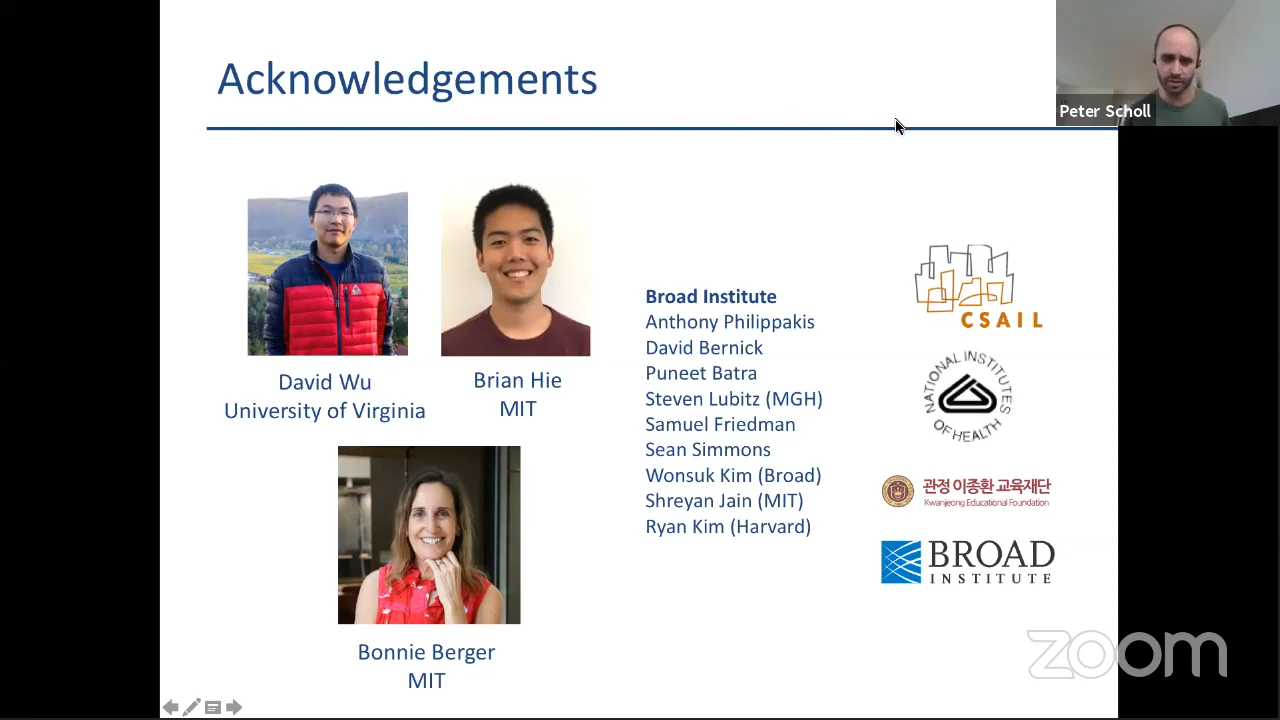 Acknowledgements
Peter Scholl
David Wu
University of Virginia
Brian Hie
MIT
Bonnie Berger
MIT
Broad Institute
Anthony Philippakis
David Bernick
Puneet Batra
Steven Lubitz (MGH)
Samuel Friedman
Sean Simmons
Wonsuk Kim (Broad)
Shreyan Jain (MIT)
Ryan Kim (Harvard)
CSAIL
NATIONAL INSTITUTES
OF HEALTH
관정 이종환 교육재단
Kwanjeong Educational Foundation
BROAD
INSTITUTE
zoom